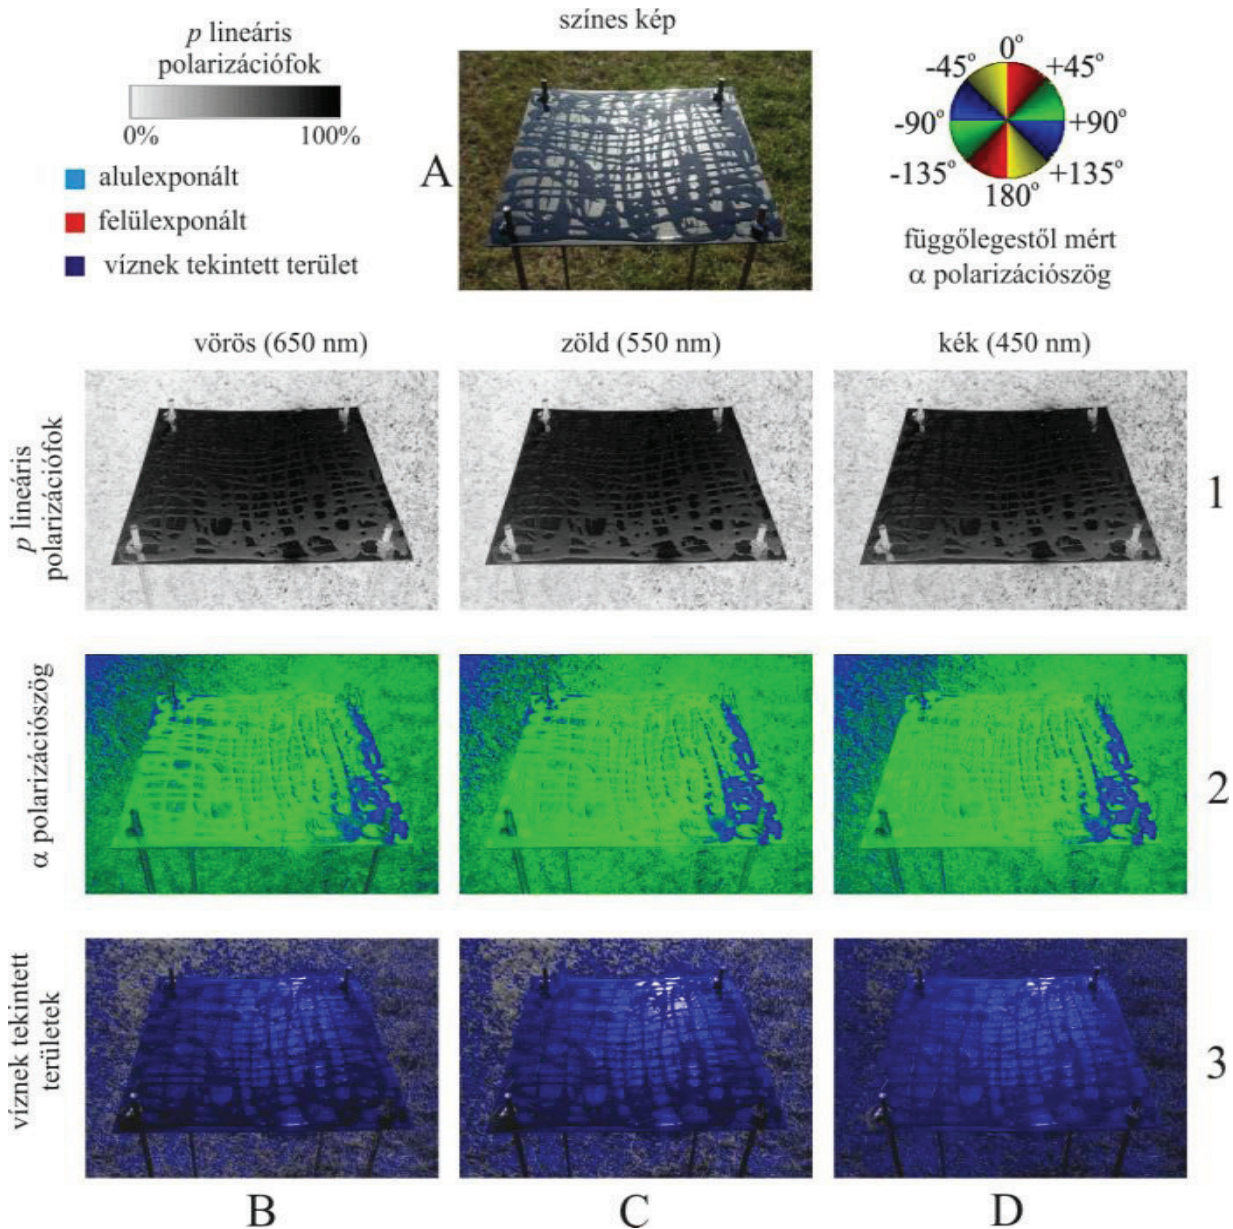 p lineáris
polarizációfok
0% 100%
alulexponált
felülexponált
víznek tekintett terület
színes kép
A
0°
-45° +45°
-90° +90°
-135° +135°
180°
függőlegestől mért
α polarizációszög
vörös (650 nm) zöld (550 nm) kék (450 nm)
p lineáris
polarizációfok
1
α polarizációszög
2
víznek tekintett
területek
3
B C D